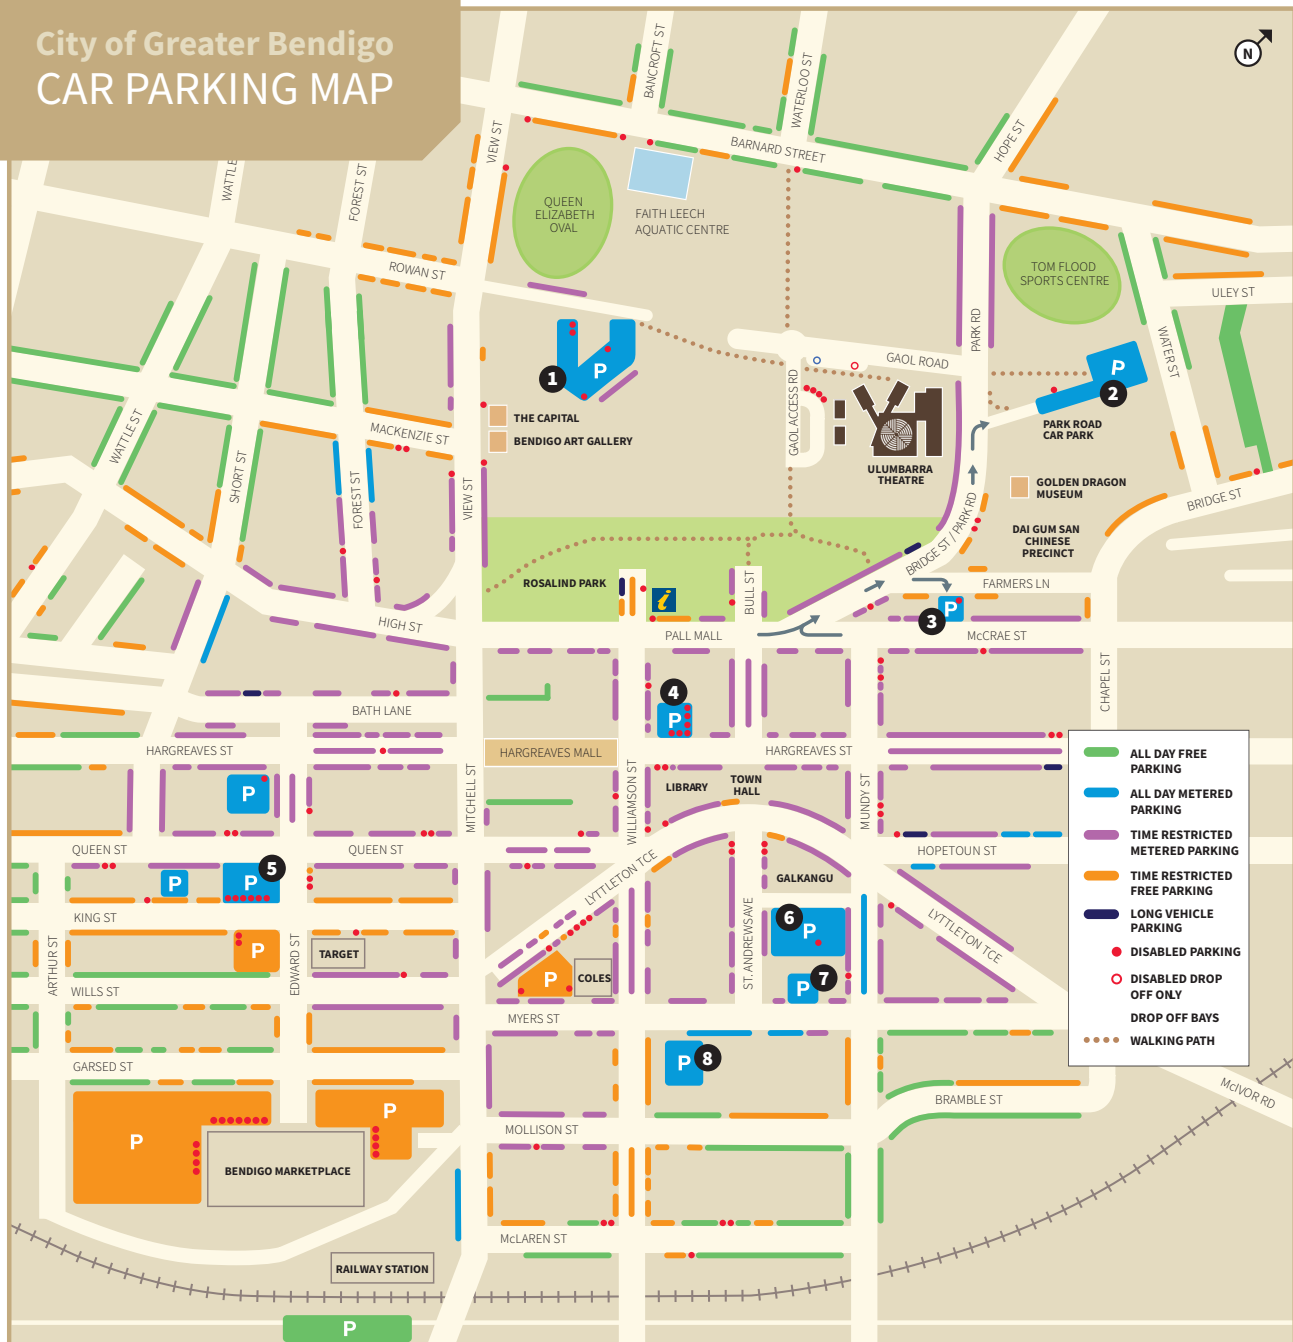 City of Greater Bendigo
CAR PARKING MAP
N
BANCROFT ST
WATERLOO ST
VIEW ST
BARNARD STREET
HOPE ST
WATTLE
FOREST ST
QUEEN
ELIZABETH
OVAL
FAITH LEECH
AQUATIC CENTRE
ROWAN ST
TOM FLOOD
SPORTS CENTRE
ULEY ST
PARK RD
WATER ST
GAOL ROAD
P
1
P
2
GAOL ACCESS RD
THE CAPITAL
BENDIGO ART GALLERY
PARK ROAD
CAR PARK
MACKENZIE ST
WATTLE ST
SHORT ST
FOREST ST
VIEW ST
ULUMBARRA
THEATRE
GOLDEN DRAGON
MUSEUM
BRIDGE ST
DAI GUM SAN
CHINESE
PRECINCT
BRIDGE ST / PARK RD
ROSALIND PARK
i
BULL ST
FARMERS LN
P
3
HIGH ST
PALL MALL
McCRAE ST
CHAPEL ST
4
P
BATH LANE
HARGREAVES ST
HARGREAVES MALL
HARGREAVES ST
LIBRARY
TOWN
HALL
P
MITCHELL ST
WILLIAMSON ST
MUNDY ST
QUEEN ST
QUEEN ST
HOPETOUN ST
5
P
P
LYTTLETON TCE
GALKANGU
KING ST
6
P
ST. ANDREWS AVE
LYTTLETON TCE
ARTHUR ST
P
EDWARD ST
TARGET
P
COLES
7
P
WILLS ST
MYERS ST
P
8
GARSED ST
ALL DAY FREE
PARKING
ALL DAY METERED
PARKING
TIME RESTRICTED
METERED PARKING
TIME RESTRICTED
FREE PARKING
LONG VEHICLE
PARKING
DISABLED PARKING
DISABLED DROP
OFF ONLY
DROP OFF BAYS
WALKING PATH
McIVOR RD
BRAMBLE ST
P
P
MOLLISON ST
BENDIGO MARKETPLACE
McLAREN ST
RAILWAY STATION
P